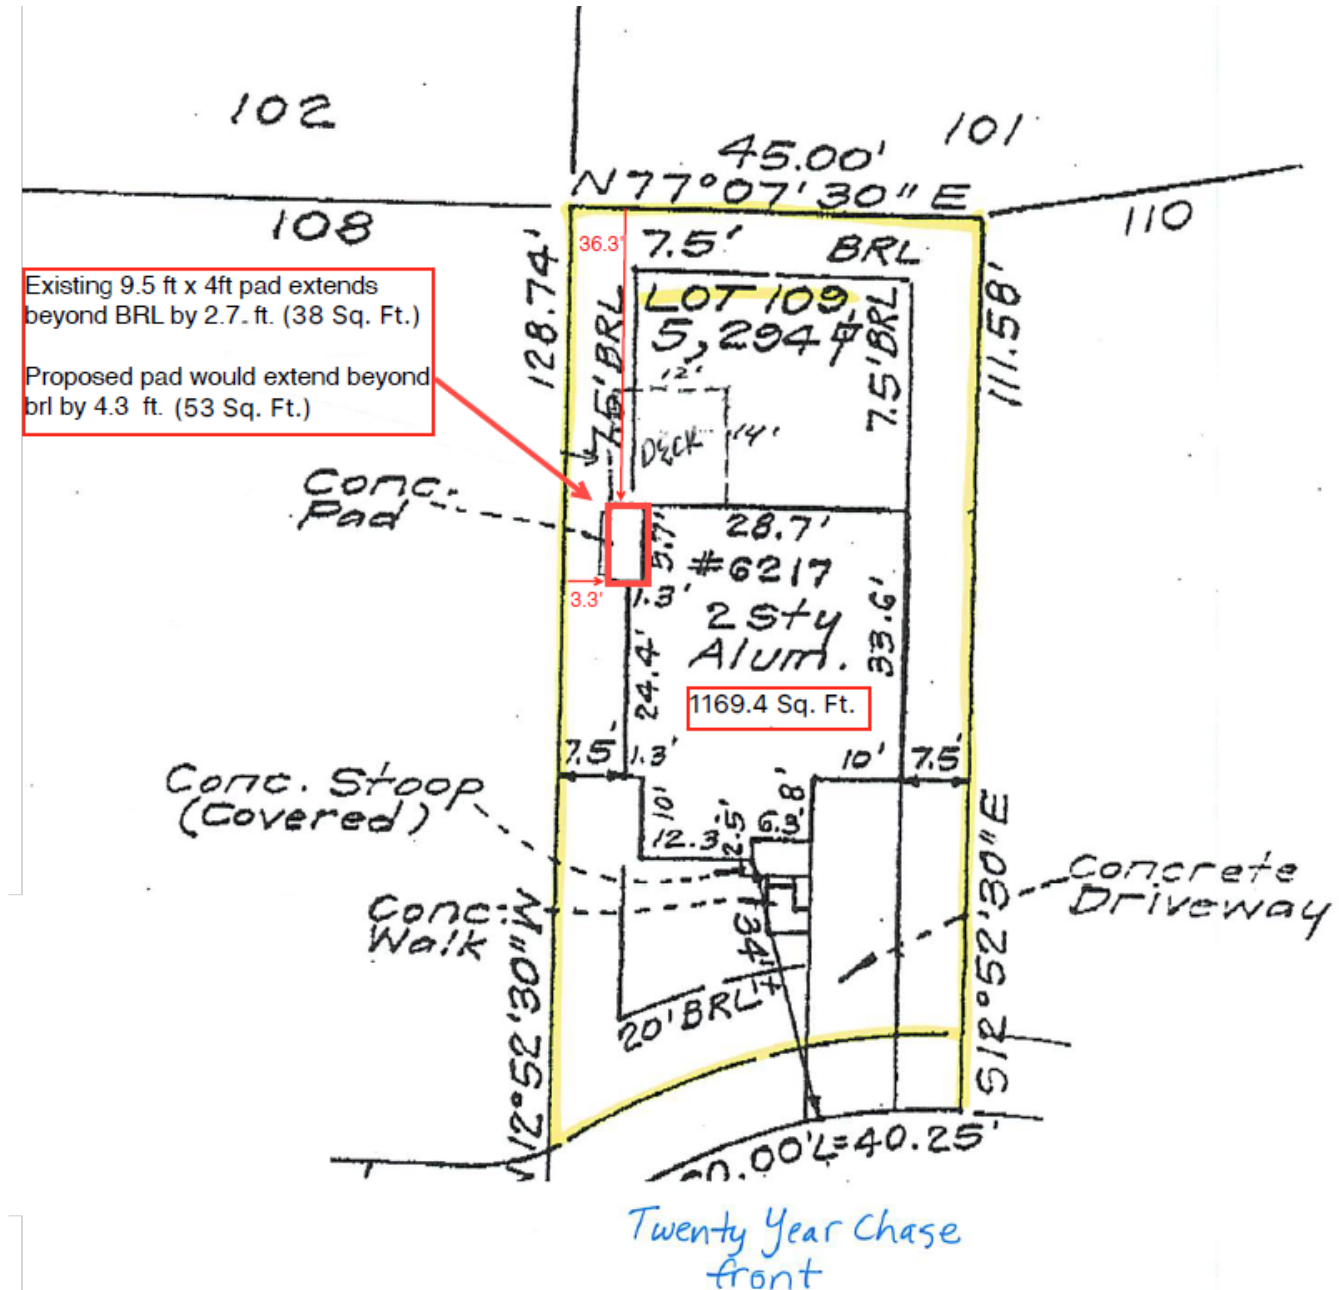 102
101
45.00'
N77°07'30"E
108
110
36.3'
7.5'
BRL
128.74'
111.58'
Existing 9.5 ft x 4ft pad extends
beyond BRL by 2.7. ft. (38 Sq. Ft.)
Proposed pad would extend beyond
brl by 4.3 ft. (53 Sq. Ft.)
LOT 109
5,294
7.5'BRL
7.5'BRL
12'
DECK
14'
Conc.
Pad
28.7'
#6217
1.3'
3.3'
2 Sty
Alum.
33.6'
24.4'
1169.4 Sq. Ft.
7.5'
1.3'
10'
7.5'
Conc. Stoop
(Covered)
10'
12.3
2.5'
Conc.
Walk
Concrete
Driveway
20'BRL
N12°52'30"W
S12°52'30"E
L=40.25'
Twenty Year Chase
front